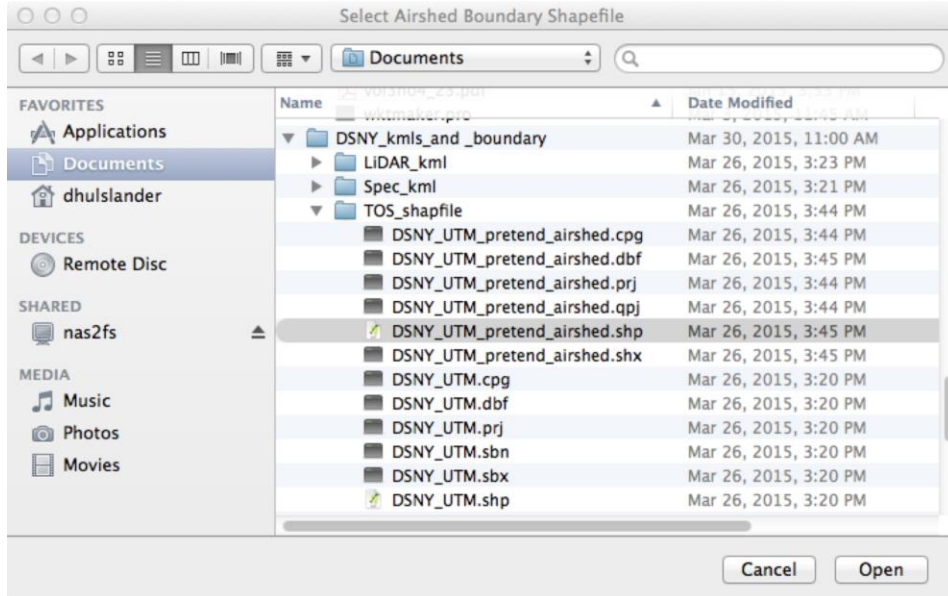 Select Airshed Boundary Shapefile
Documents
Name
Date Modified
FAVORITES
Applications
Documents
dhulslander
DEVICES
Remote Disc
SHARED
nas2fs
MEDIA
Music
Photos
Movies
wktmaker.pro
DSNY_kmls_and _boundary Mar 30, 2015, 11:00 AM
LiDAR_kml Mar 26, 2015, 3:23 PM
Spec_kml Mar 26, 2015, 3:21 PM
TOS_shapfile Mar 26, 2015, 3:44 PM
DSNY_UTM_pretend_airshed.cpg Mar 26, 2015, 3:44 PM
DSNY_UTM_pretend_airshed.dbf Mar 26, 2015, 3:45 PM
DSNY_UTM_pretend_airshed.prj Mar 26, 2015, 3:44 PM
DSNY_UTM_pretend_airshed.qpj Mar 26, 2015, 3:44 PM
DSNY_UTM_pretend_airshed.shp Mar 26, 2015, 3:45 PM
DSNY_UTM_pretend_airshed.shx Mar 26, 2015, 3:45 PM
DSNY_UTM.cpg Mar 26, 2015, 3:20 PM
DSNY_UTM.dbf Mar 26, 2015, 3:20 PM
DSNY_UTM.prj Mar 26, 2015, 3:20 PM
DSNY_UTM.sbn Mar 26, 2015, 3:20 PM
DSNY_UTM.sbx Mar 26, 2015, 3:20 PM
DSNY_UTM.shp Mar 26, 2015, 3:20 PM
Cancel
Open